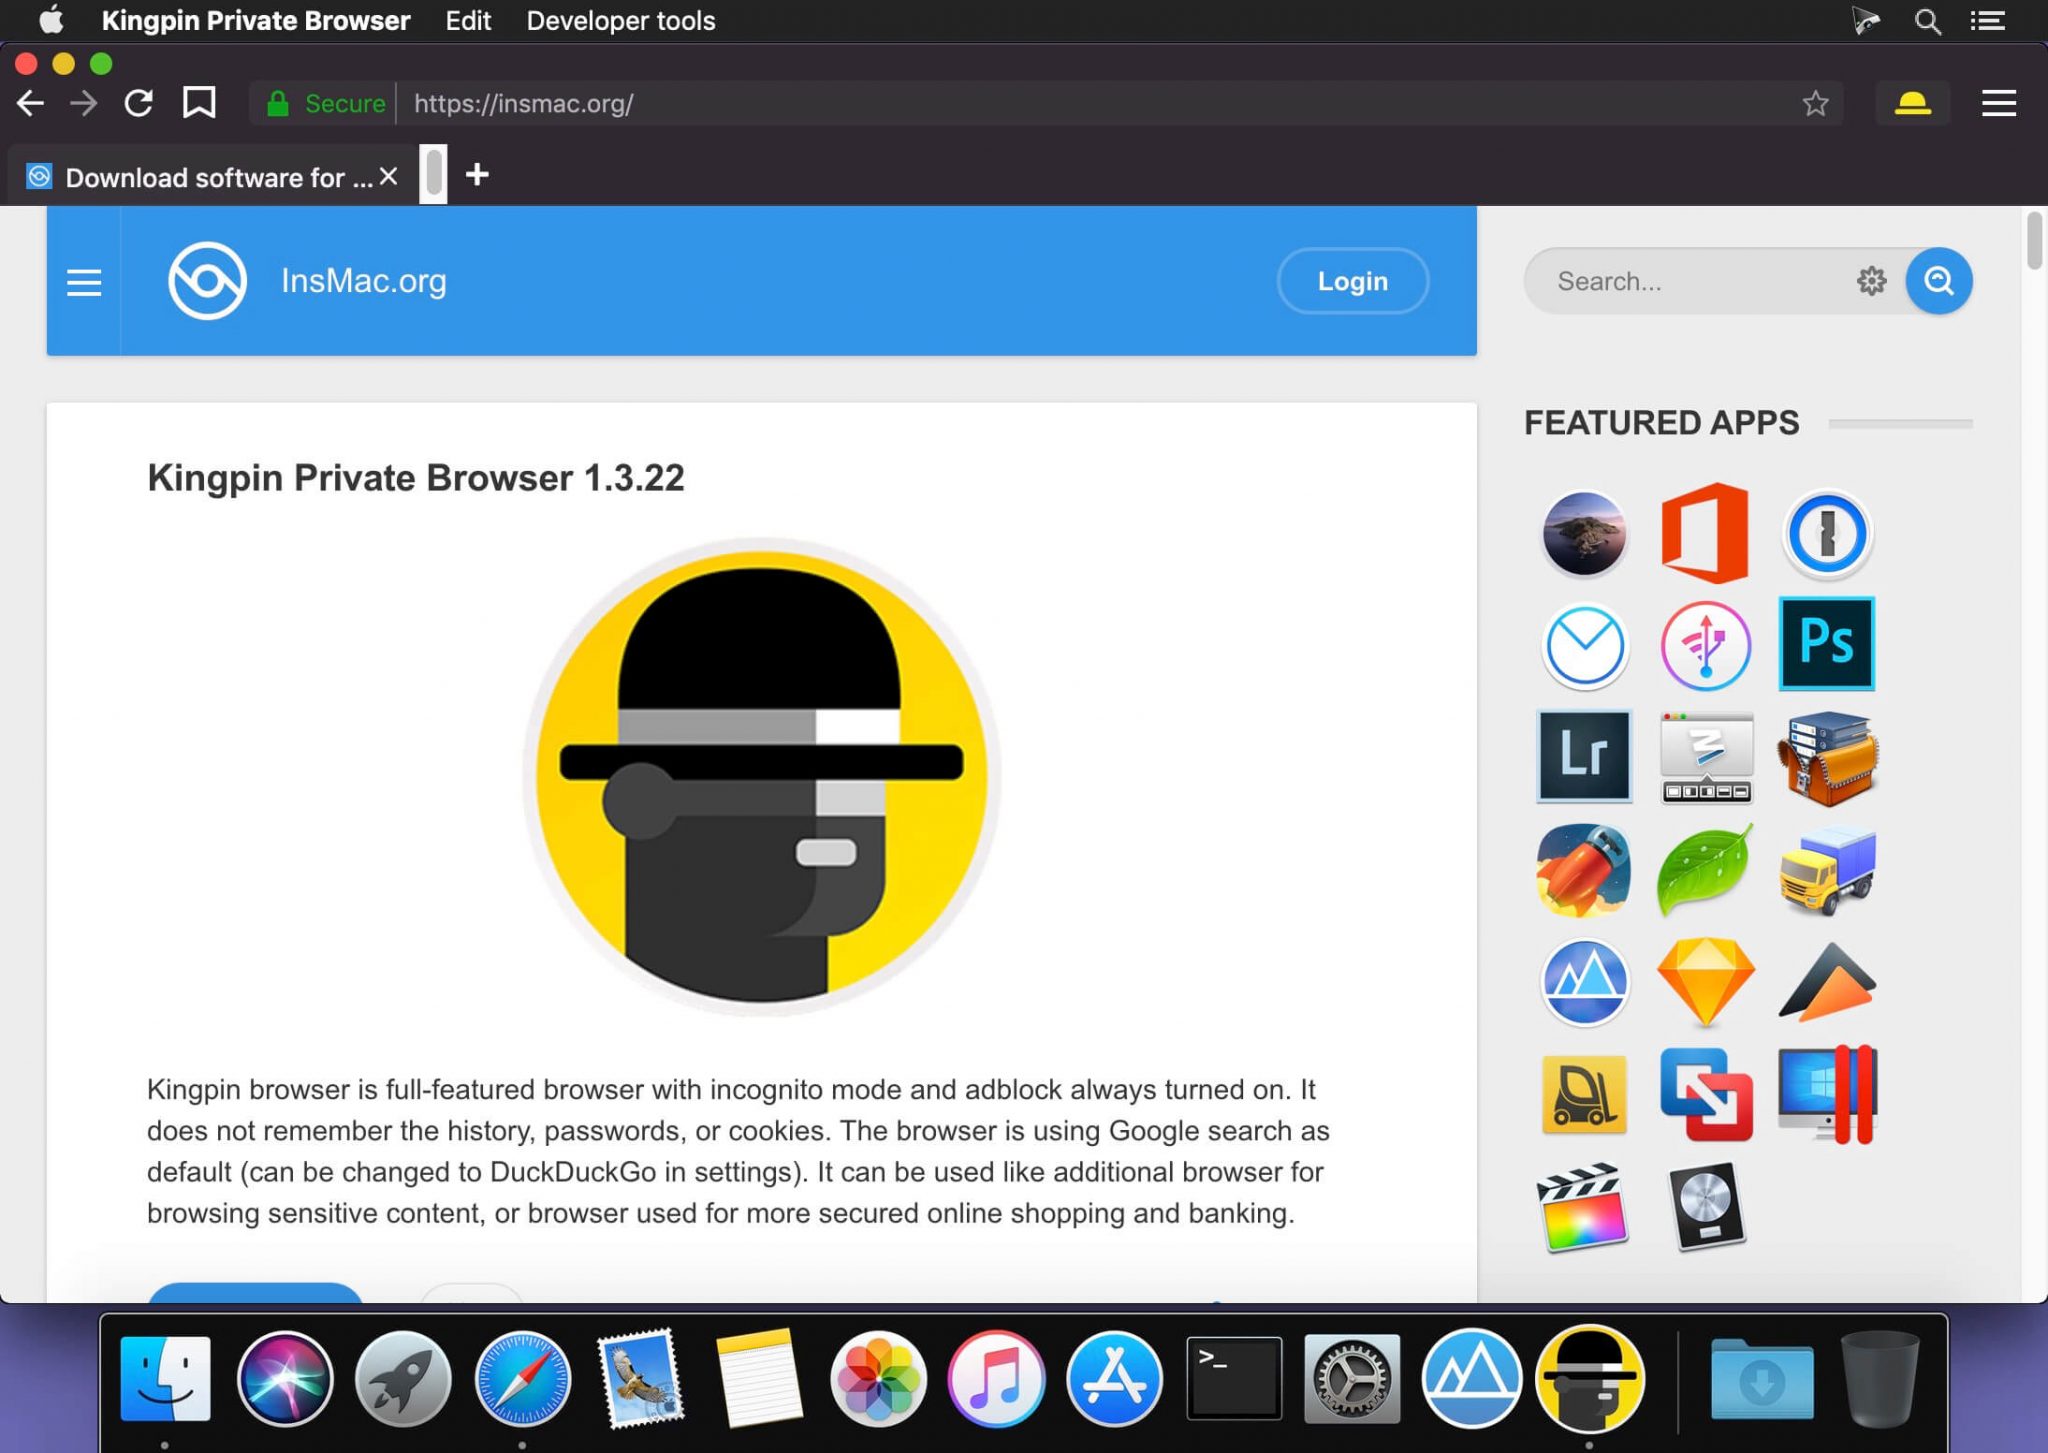 Kingpin Private Browser Edit Developer tools
Secure https://insmac.org/
Download software for ...
InsMac.org
Login
Search...
FEATURED APPS
Kingpin Private Browser 1.3.22
Ps
Lr
Kingpin browser is full-featured browser with incognito mode and adblock always turned on. It
does not remember the history, passwords, or cookies. The browser is using Google search as
default (can be changed to DuckDuckGo in settings). It can be used like additional browser for
browsing sensitive content, or browser used for more secured online shopping and banking.
>_